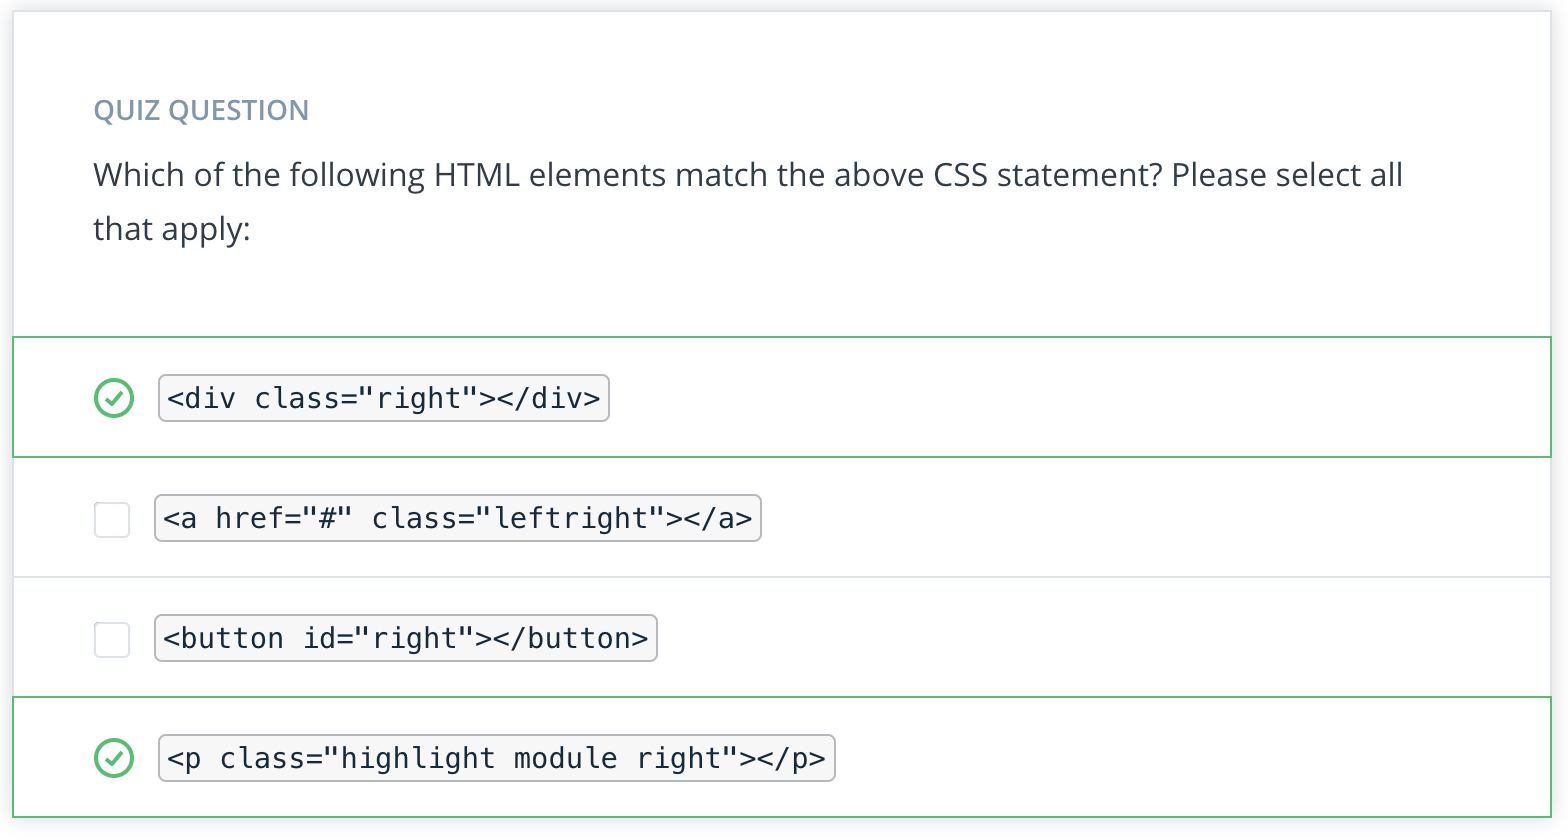 QUIZ QUESTION
Which of the following HTML elements match the above CSS statement? Please select all
that apply:
<div class="right"></div>
<a href="#" class="leftright"></a>
<button id="right"></button>
<p class="highlight module right"></p>